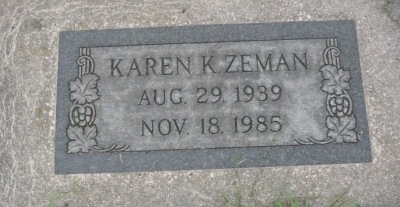 KAREN K. ZEMAN
AUG. 29. 1939
NOV. 18. 1985